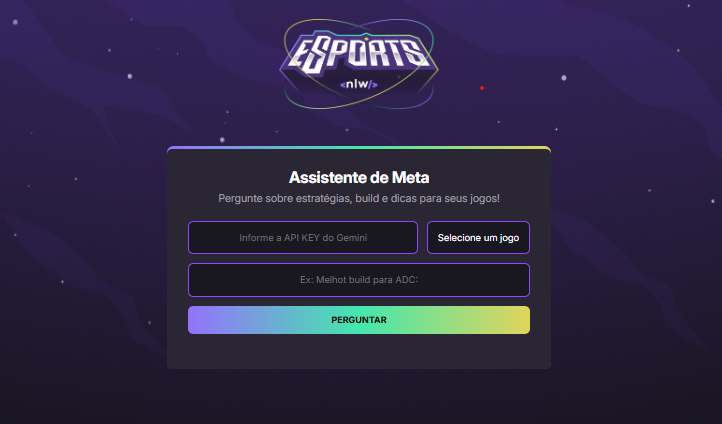 ESPORTS
<nlw/>
Assistente de Meta
Pergunte sobre estratégias, build e dicas para seus jogos!
Informe a API KEY do Gemini
Selecione um jogo
Ex: Melhot build para ADC:
PERGUNTAR